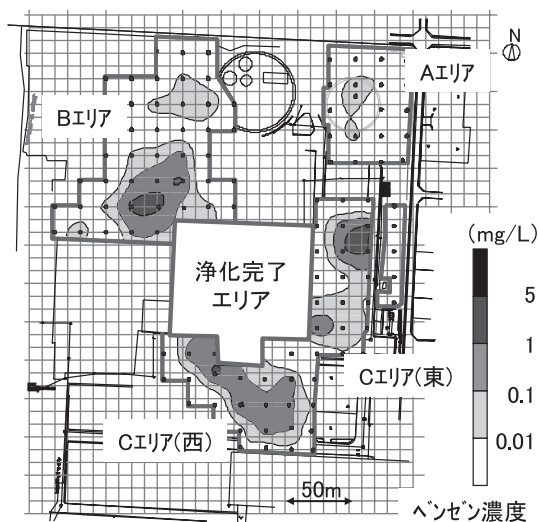 N
Aエリア
Bエリア
浄化完了
エリア
Cエリア(東)
Cエリア(西)
50m
(mg/L)
5
1
0.1
0.01
ベンゼン濃度